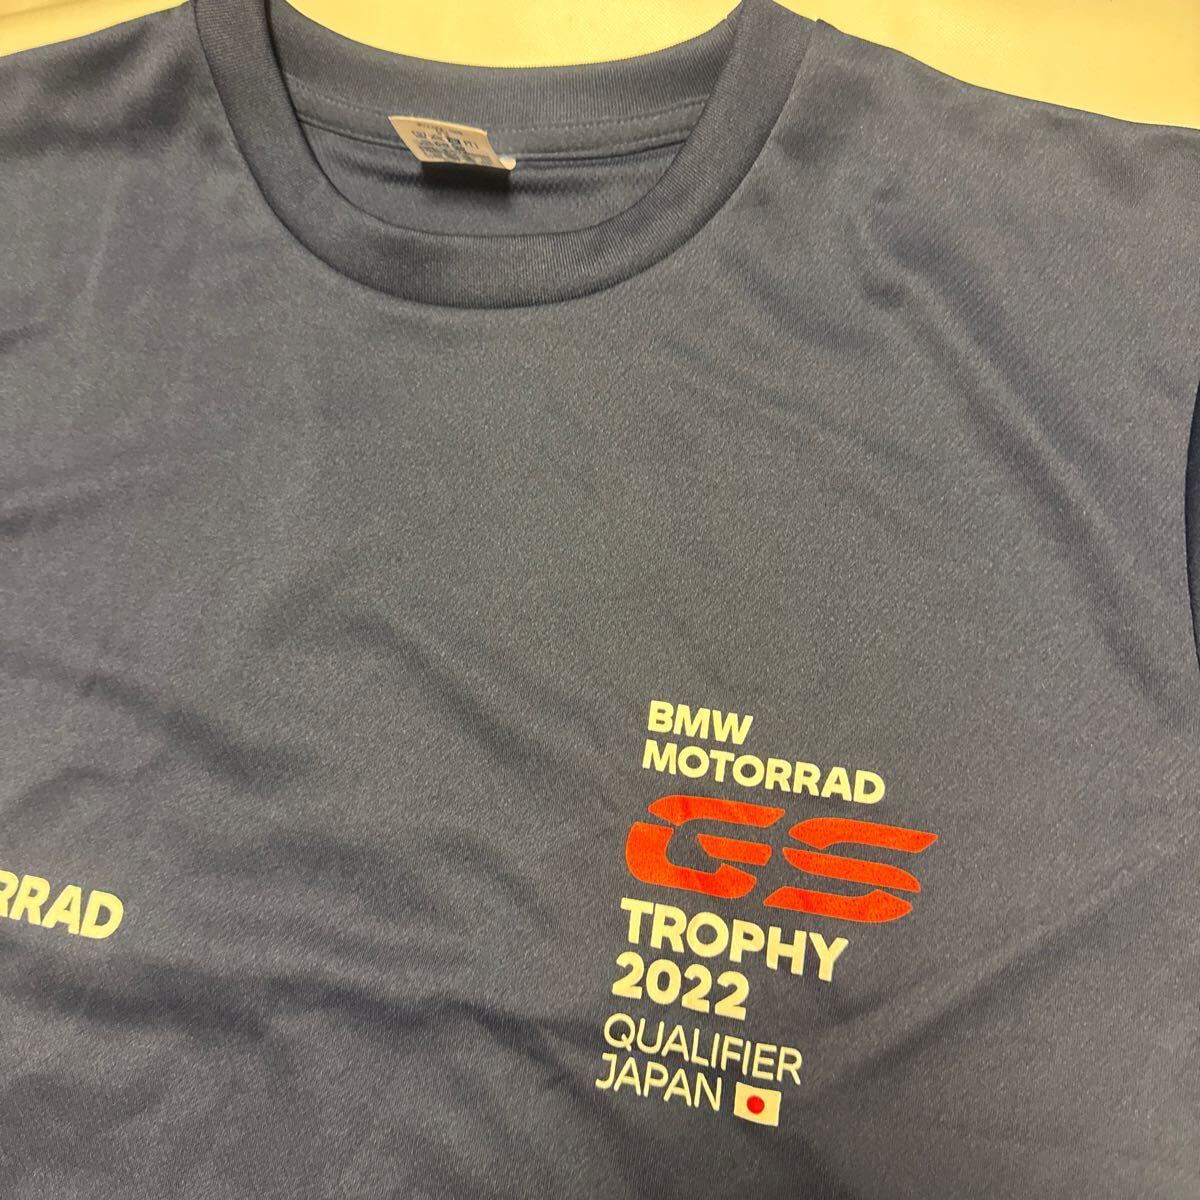 BMW
MOTORRAD
GS
TROPHY
2022
QUALIFIER
JAPAN
RRAD